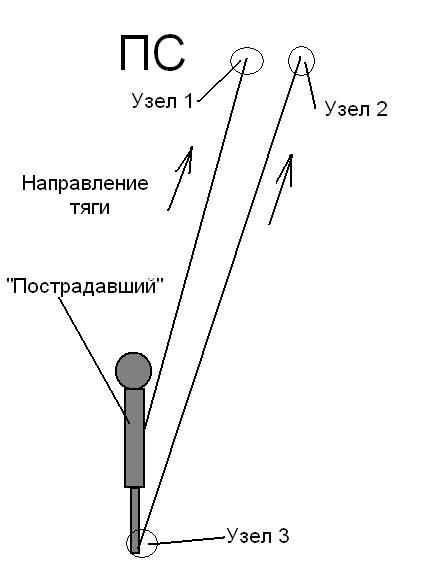 ПС
Узел 1
Узел 2
Направление
тяги
"Пострадавший"
Узел 3